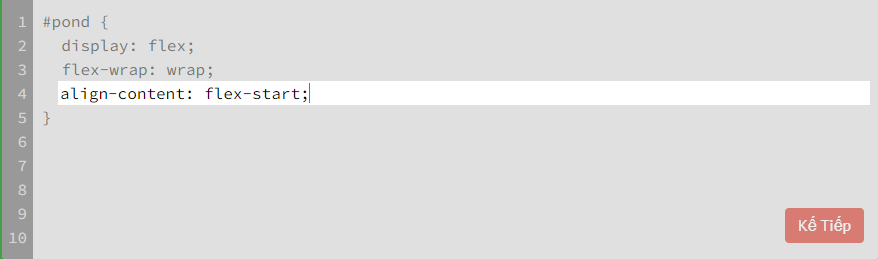 1 #pond {
2 display: flex;
3 flex-wrap: wrap;
4 align-content: flex-start;
5 }
6
7
8
9
10
Kế Tiếp